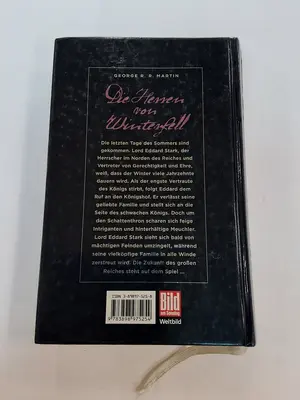 GEORGE R. R. MARTIN
Die Herren
von
Winterfell
Die letzten Tage des Sommers sind
gekommen. Lord Eddard Stark, der
Herrscher im Norden des Reiches und
Vertreter von Gerechtigkeit und Ehre,
weiß, dass der Winter viele Jahrzehnte
dauern wird. Als der engste Vertraute
des Königs stirbt, folgt Eddard dem
Ruf an den Königshof. Er verlässt seine
geliebte Familie und stellt sich an die
Seite des schwachen Königs. Doch um
den Schattenthron scharen sich feige
Intriganten und hinterhältige Meuchler.
Lord Eddard sieht sich bald von
mächtigen Feinden umzingelt, während
seine vielköpfige Familie in alle Winde
zerstreut wird. Die Zukunft des großen
Reiches steht auf dem Spiel ...
Bild
am Sonntag
Weltbild